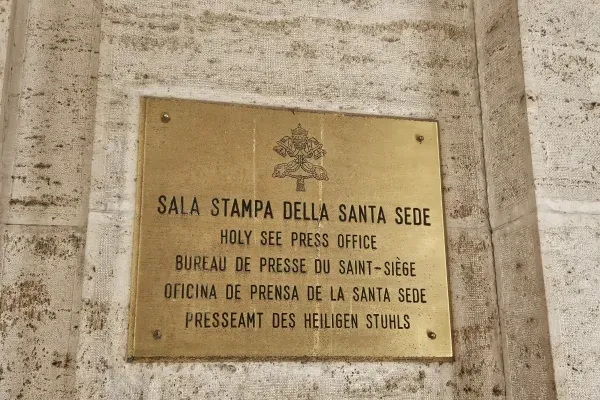 SALA STAMPA DELLA SANTA SEDE
HOLY SEE PRESS OFFICE
BUREAU DE PRESSE DU SAINT-SIÈGE
OFICINA DE PRENSA DE LA SANTA SEDE
PRESSEAMT DES HEILIGEN STUHLS